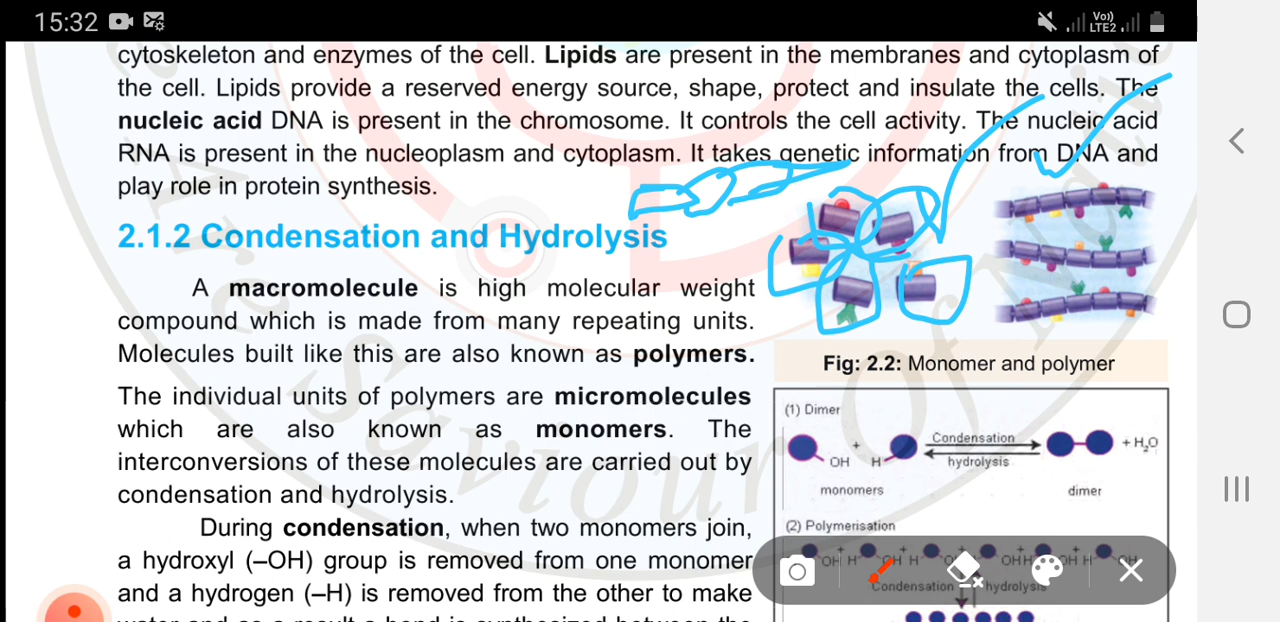 15:32
Vo)) LTE2
cytoskeleton and enzymes of the cell. Lipids are present in the membranes and cytoplasm of
the cell. Lipids provide a reserved energy source, shape, protect and insulate the cells. The
nucleic acid DNA is present in the chromosome. It controls the cell activity. The nucleic acid
RNA is present in the nucleoplasm and cytoplasm. It takes genetic information from DNA and
play role in protein synthesis.
2.1.2 Condensation and Hydrolysis
A macromolecule is high molecular weight
compound which is made from many repeating units.
Molecules built like this are also known as polymers.
The individual units of polymers are micromolecules
which are also known as monomers. The
interconversions of these molecules are carried out by
condensation and hydrolysis.
During condensation, when two monomers join,
a hydroxyl (–OH) group is removed from one monomer
and a hydrogen (–H) is removed from the other to make
Fig: 2.2: Monomer and polymer
(1) Dimer
+ OH H Condensation + H₂O
hydrolysis
monomers dimer
(2) Polymerisation
+ + + + +
OH H OH H OH H OH H OH
Condensation hydrolysis
Saviour of